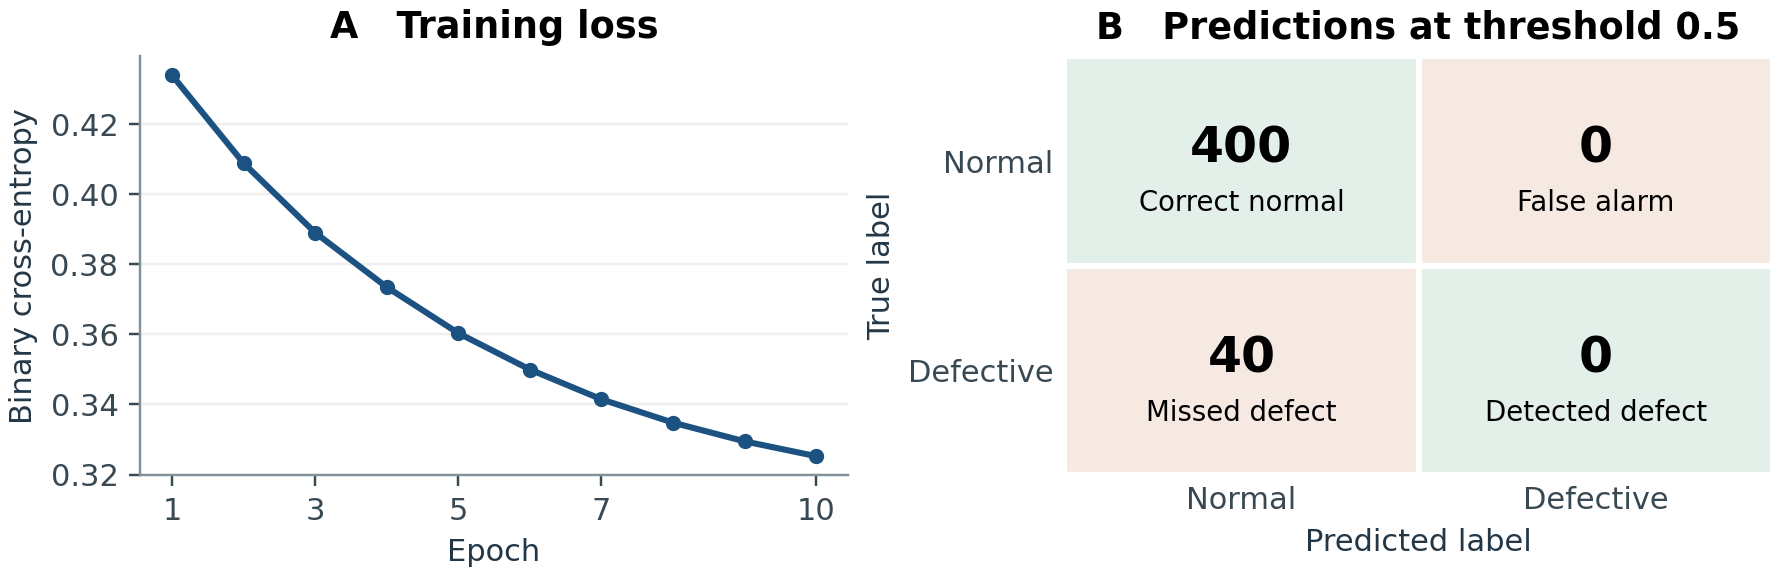 A Training loss
Binary cross-entropy
0.42
0.40
0.38
0.36
0.34
0.32
1 3 5 7 10
Epoch
B Predictions at threshold 0.5
True label
Normal
400
Correct normal
0
False alarm
Defective
40
Missed defect
0
Detected defect
Normal Defective
Predicted label